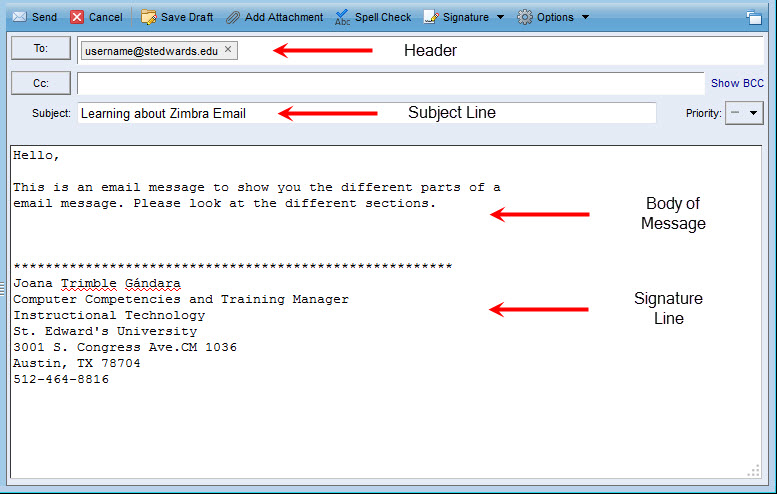 Send Cancel Save Draft Add Attachment Abc Spell Check Signature Options
To: username@stedwards.edu × Header
Cc: Show BCC
Subject: Learning about Zimbra Email Subject Line Priority: —
Hello,
This is an email message to show you the different parts of a
email message. Please look at the different sections.
Body of
Message
*******************************************************
Joana Trimble Gándara
Computer Competencies and Training Manager
Instructional Technology
St. Edward's University
3001 S. Congress Ave.CM 1036
Austin, TX 78704
512-464-8816
Signature
Line